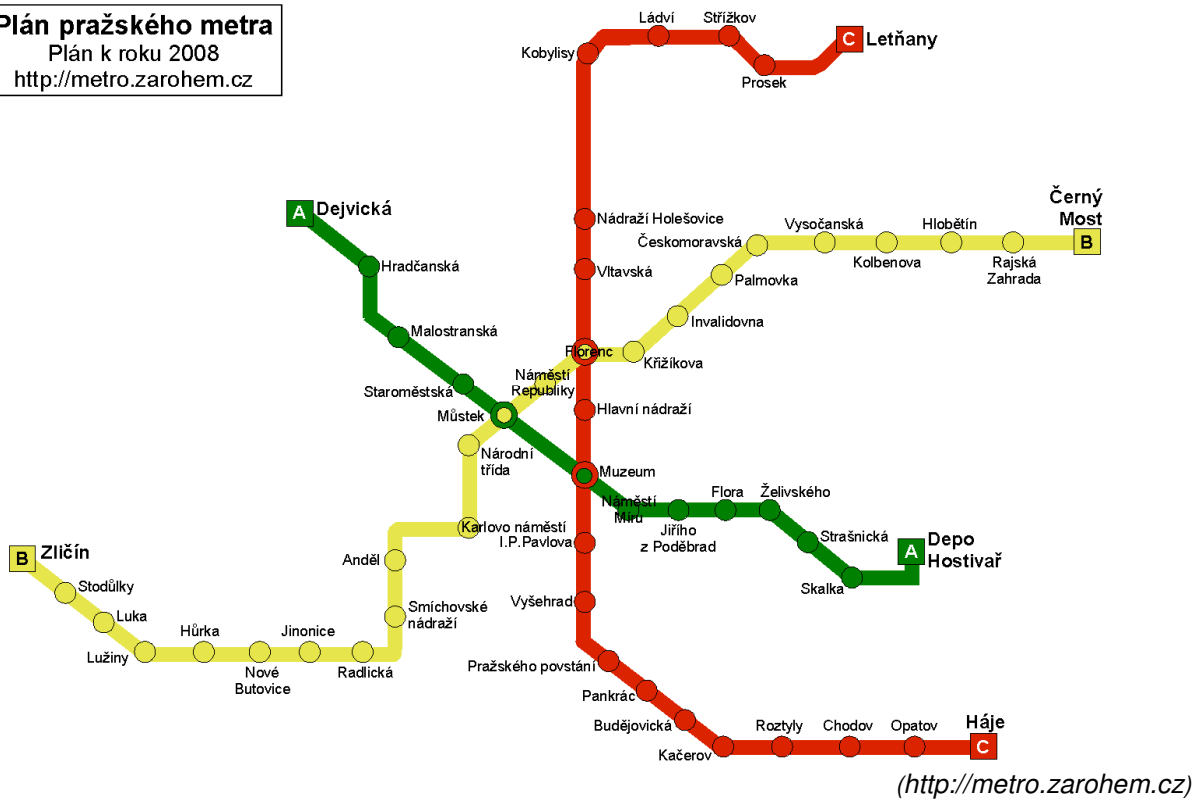 Plán pražského metra
Plán k roku 2008
http://metro.zarohem.cz
Ládví
Střížkov
Kobylisy
C
Letňany
Prosek
A
Dejvická
Hradčanská
Malostranská
Staroměstská
Můstek
Nádraží Holešovice
Vltavská
Florenc
Náměstí
Republiky
Hlavní nádraží
Muzeum
Českomoravská
Vysočanská
Hlobětín
Černý
Most
B
Kolbenova
Rajská
Zahrada
Palmovka
Invalidovna
Křižíkova
Národní
třída
Karlovo náměstí
I.P.Pavlova
Náměstí
Míru
Flora
Želivského
Jiřího
z Poděbrad
Strašnická
Skalka
A
Depo
Hostivař
B
Zličín
Stodůlky
Luka
Lužiny
Hůrka
Nové
Butovice
Jinonice
Radlická
Anděl
Smíchovské
nádraží
Vyšehrad
Pražského povstání
Pankrác
Budějovická
Kačerov
Roztyly
Chodov
Opatov
Háje
C
(http://metro.zarohem.cz)